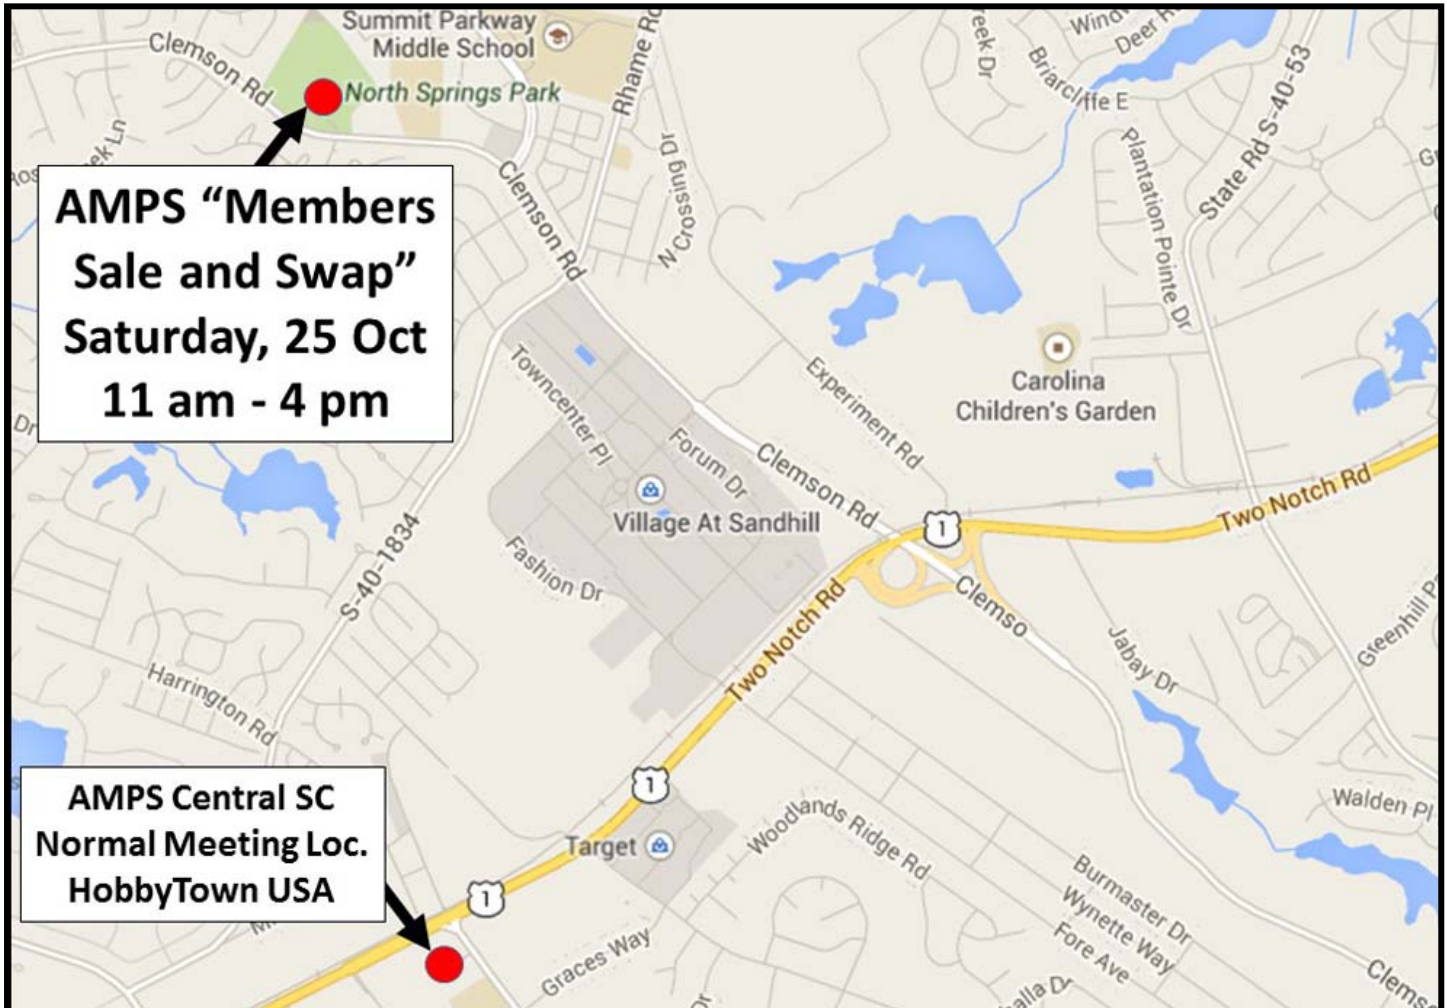 Summit Parkway
Middle School
Clemson Rd
North Springs Park
Rhame Rd
N Crossing Dr
Clemson Rd
AMPS “Members
Sale and Swap”
Saturday, 25 Oct
11 am - 4 pm
Deer
Briarcliffe E
Plantation Pointe Dr
State Rd S-40-53
Carolina
Children's Garden
Experiment Rd
Towncenter Pl
Forum Dr
Clemson Rd
Village At Sandhill
Fashion Dr
Dr
S-40-1834
1
Two Notch Rd
Two Notch Rd
Clemso
Jabay Dr
Greenhill
Harrington Rd
1
Target
Woodlands Ridge Rd
Walden Pl
AMPS Central SC
Normal Meeting Loc.
HobbyTown USA
1
Graces Way
Burmaster Dr
Wynette Way
Fore Ave
Clems